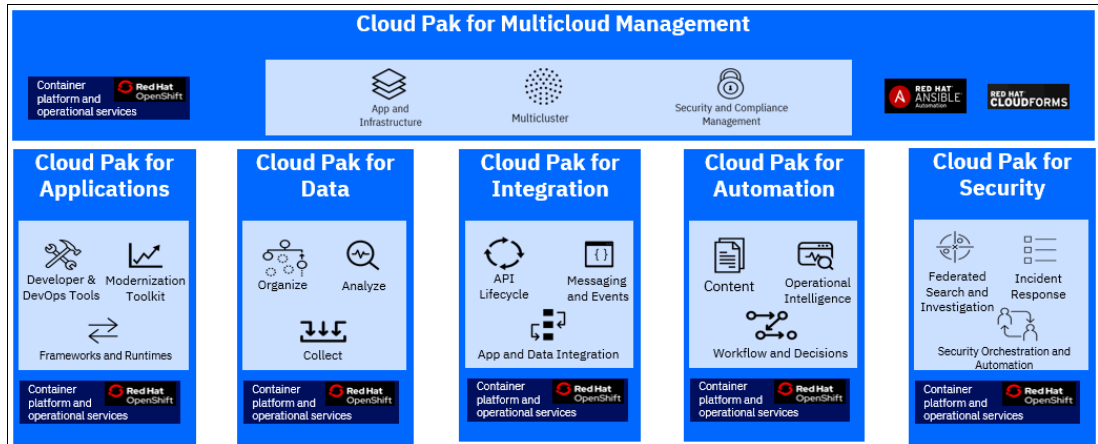 Cloud Pak for Multicloud Management
Container
platform and
operational services
Red Hat
OpenShift
App and
Infrastructure
Multicluster
Security and Compliance
Management
A
RED HAT
ANSIBLE
Automation
RED HAT
CLOUDFORMS
Cloud Pak for
Applications
Developer &
DevOps Tools
Modernization
Toolkit
Frameworks and Runtimes
Container
platform and
operational services
Red Hat
OpenShift
Cloud Pak for
Data
Organize
Analyze
Collect
Container
platform and
operational services
Red Hat
OpenShift
Cloud Pak for
Integration
API
Lifecycle
{ }
Messaging
and Events
App and Data Integration
Container
platform and
operational services
Red Hat
OpenShift
Cloud Pak for
Automation
Content
Operational
Intelligence
Workflow and Decisions
Container
platform and
operational services
Red Hat
OpenShift
Cloud Pak for
Security
Federated
Search and
Investigation
Incident
Response
Security Orchestration and
Automation
Container
platform and
operational services
Red Hat
OpenShift